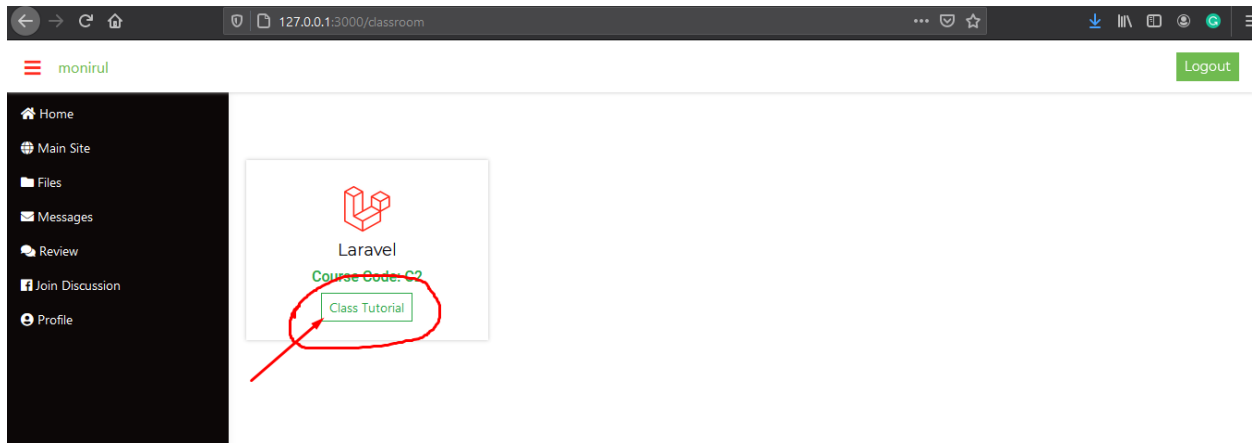 127.0.0.1:3000/classroom
monirul
Logout
Home
Main Site
Files
Messages
Review
Join Discussion
Profile
Laravel
Course Code: C2
Class Tutorial